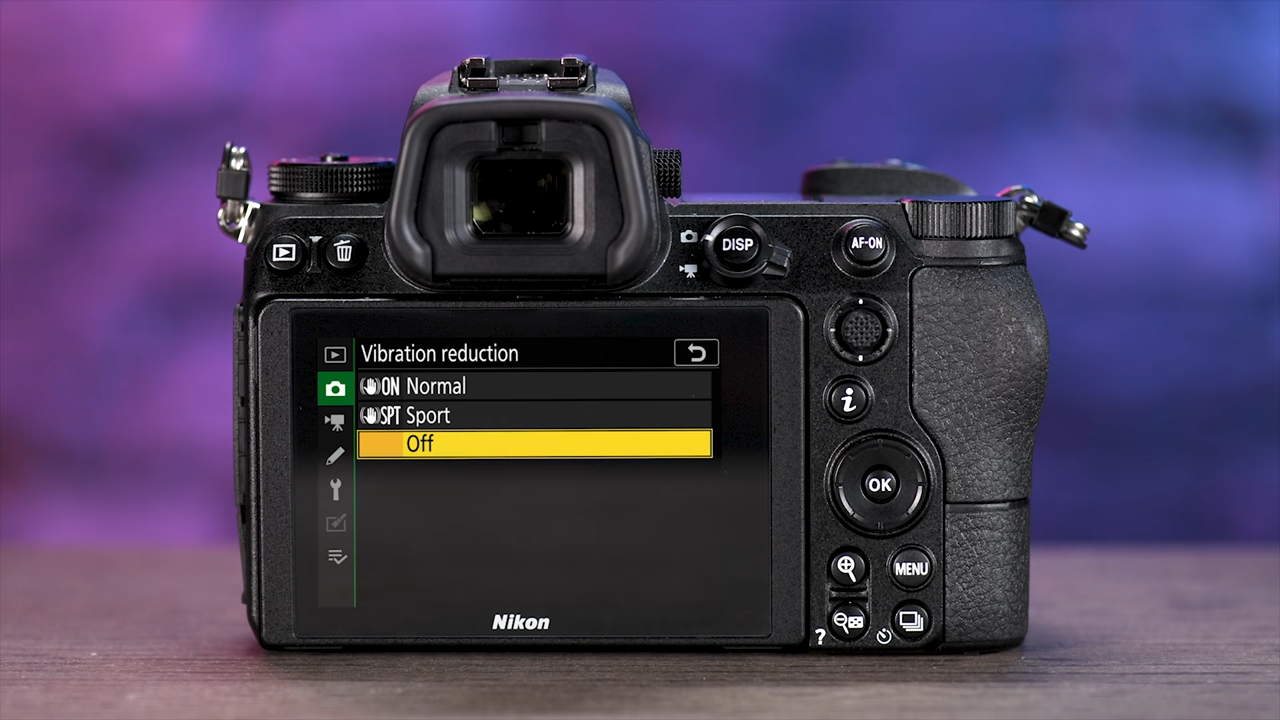 DISP
AF-ON
Vibration reduction
ON Normal
SPT Sport
Off
i
OK
MENU
Nikon
?